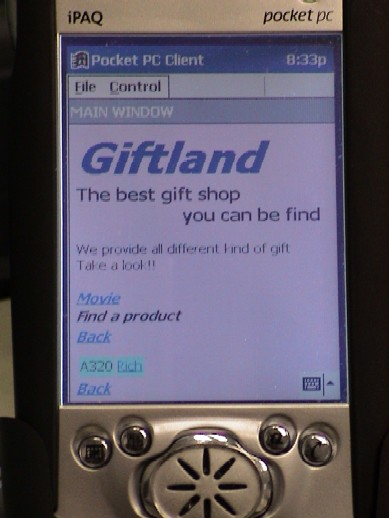 iPAQ pocket pc
Pocket PC Client 8:33p
File Control
MAIN WINDOW
Giftland
The best gift shop
you can be find
We provide all different kind of gift
Take a look!!
Movie
Find a product
Back
A320 Rich
Back